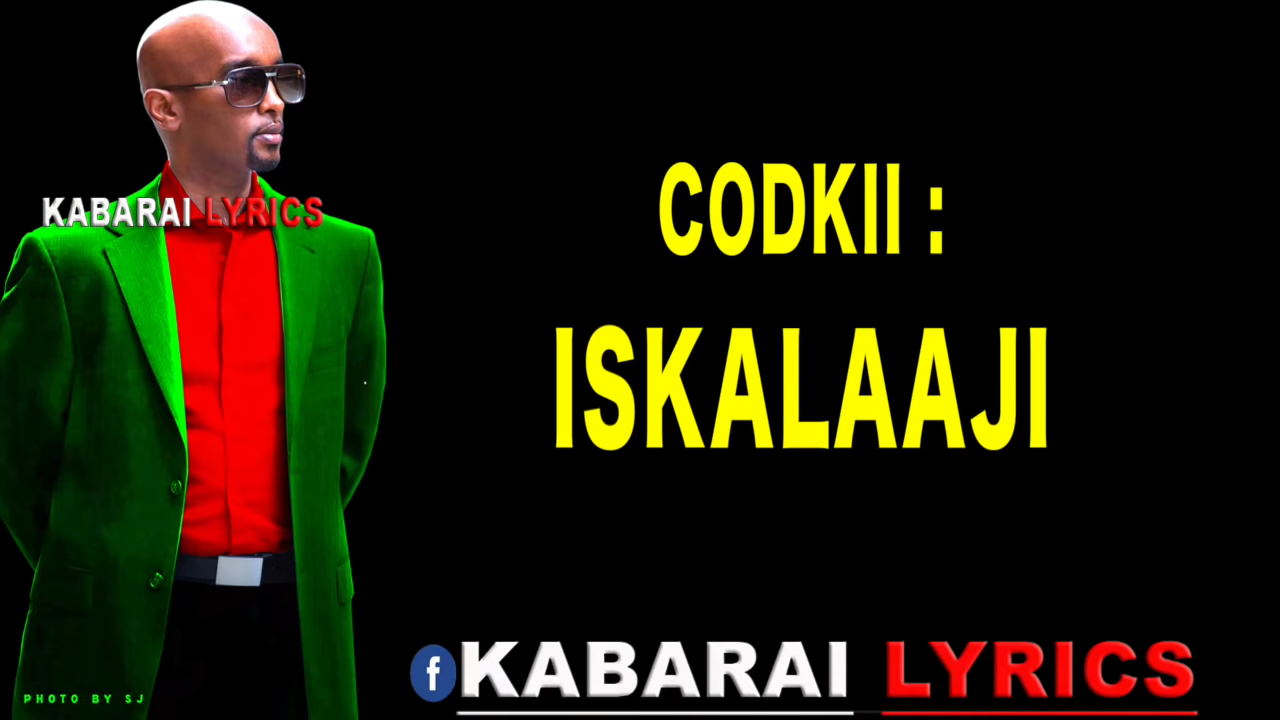 KABARAI LYRICS
CODKII :
ISKALAAJI
f KABARAI LYRICS
PHOTO BY SJ